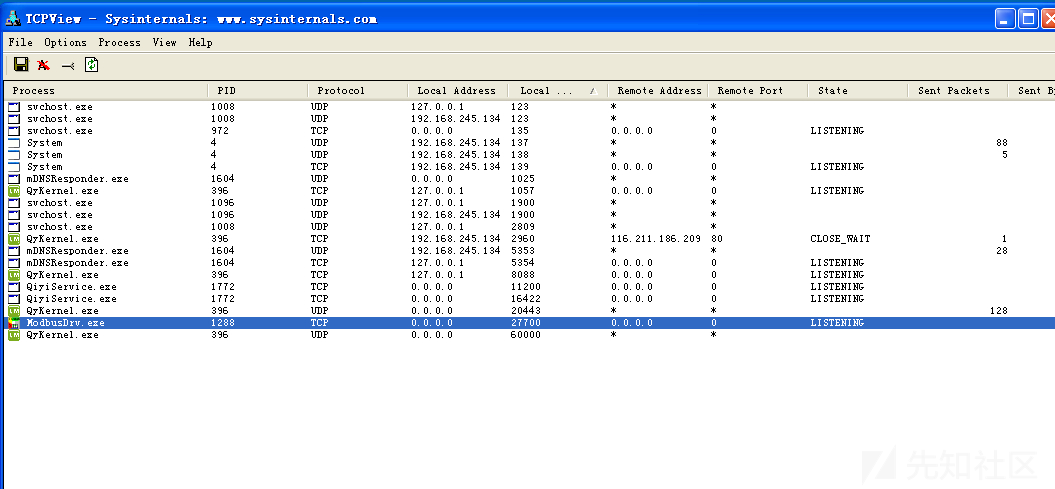 TCPView - Sysinternals: www.sysinternals.com
File Options Process View Help
A
Process PID Protocol Local Address Local ... Remote Address Remote Port State Sent Packets Sent By
svchost.exe 1008 UDP 127.0.0.1 123 * *
svchost.exe 1008 UDP 192.168.245.134 123 * *
svchost.exe 972 TCP 0.0.0.0 135 0.0.0.0 0 LISTENING
System 4 UDP 192.168.245.134 137 * * 88
System 4 UDP 192.168.245.134 138 * * 5
System 4 TCP 192.168.245.134 139 0.0.0.0 0 LISTENING
mDNSResponder.exe 1604 UDP 0.0.0.0 1025 * *
QyKernel.exe 396 TCP 127.0.0.1 1057 0.0.0.0 0 LISTENING
svchost.exe 1096 UDP 127.0.0.1 1900 * *
svchost.exe 1096 UDP 192.168.245.134 1900 * *
svchost.exe 1008 UDP 127.0.0.1 2809 * *
QyKernel.exe 396 TCP 192.168.245.134 2960 116.211.186.209 80 CLOSE_WAIT 1
mDNSResponder.exe 1604 UDP 192.168.245.134 5353 * * 28
mDNSResponder.exe 1604 TCP 127.0.0.1 5354 0.0.0.0 0 LISTENING
QyKernel.exe 396 TCP 127.0.0.1 8088 0.0.0.0 0 LISTENING
QiyiService.exe 1772 TCP 0.0.0.0 11200 0.0.0.0 0 LISTENING
QiyiService.exe 1772 TCP 0.0.0.0 16422 0.0.0.0 0 LISTENING
QyKernel.exe 396 UDP 0.0.0.0 20443 * * 128
ModbusDrv.exe 1288 TCP 0.0.0.0 27700 0.0.0.0 0 LISTENING
QyKernel.exe 396 UDP 0.0.0.0 60000 * *
先知社区